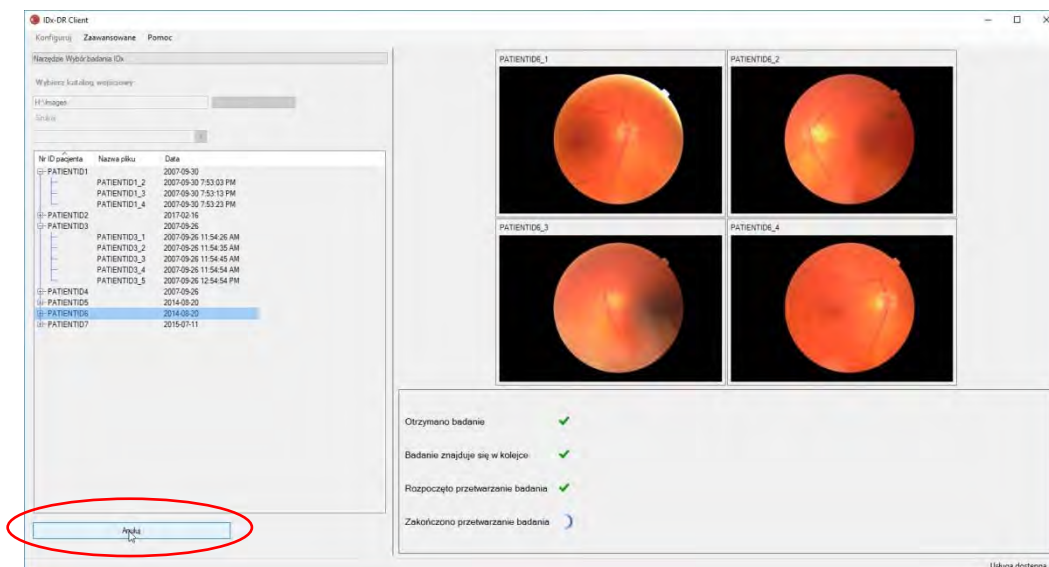 IDx-DR Client
Konfiguruj Zaawansowane Pomoc
Narzędzie Wybór badania IDx
Wybierz katalog wejściowy
H:\Images
Szukaj
Nr ID pacjenta Nazwa pliku Data
PATIENTID1 2007-09-30
PATIENTID1_2 2007-09-30 7:53:03 PM
PATIENTID1_3 2007-09-30 7:53:13 PM
PATIENTID1_4 2007-09-30 7:53:23 PM
PATIENTID2 2017-02-16
PATIENTID3 2007-09-26
PATIENTID3_1 2007-09-26 11:54:26 AM
PATIENTID3_2 2007-09-26 11:54:35 AM
PATIENTID3_3 2007-09-26 11:54:45 AM
PATIENTID3_4 2007-09-26 11:54:54 AM
PATIENTID3_5 2007-09-26 12:54:54 PM
PATIENTID4 2007-09-26
PATIENTID5 2014-08-20
PATIENTID6 2014-08-20
PATIENTID7 2015-07-11
Anuluj
PATIENTID6_1 PATIENTID6_2
PATIENTID6_3 PATIENTID6_4
Otrzymano badanie
Badanie znajduje się w kolejce
Rozpoczęto przetwarzanie badania
Zakończono przetwarzanie badania
Usługa dostępna